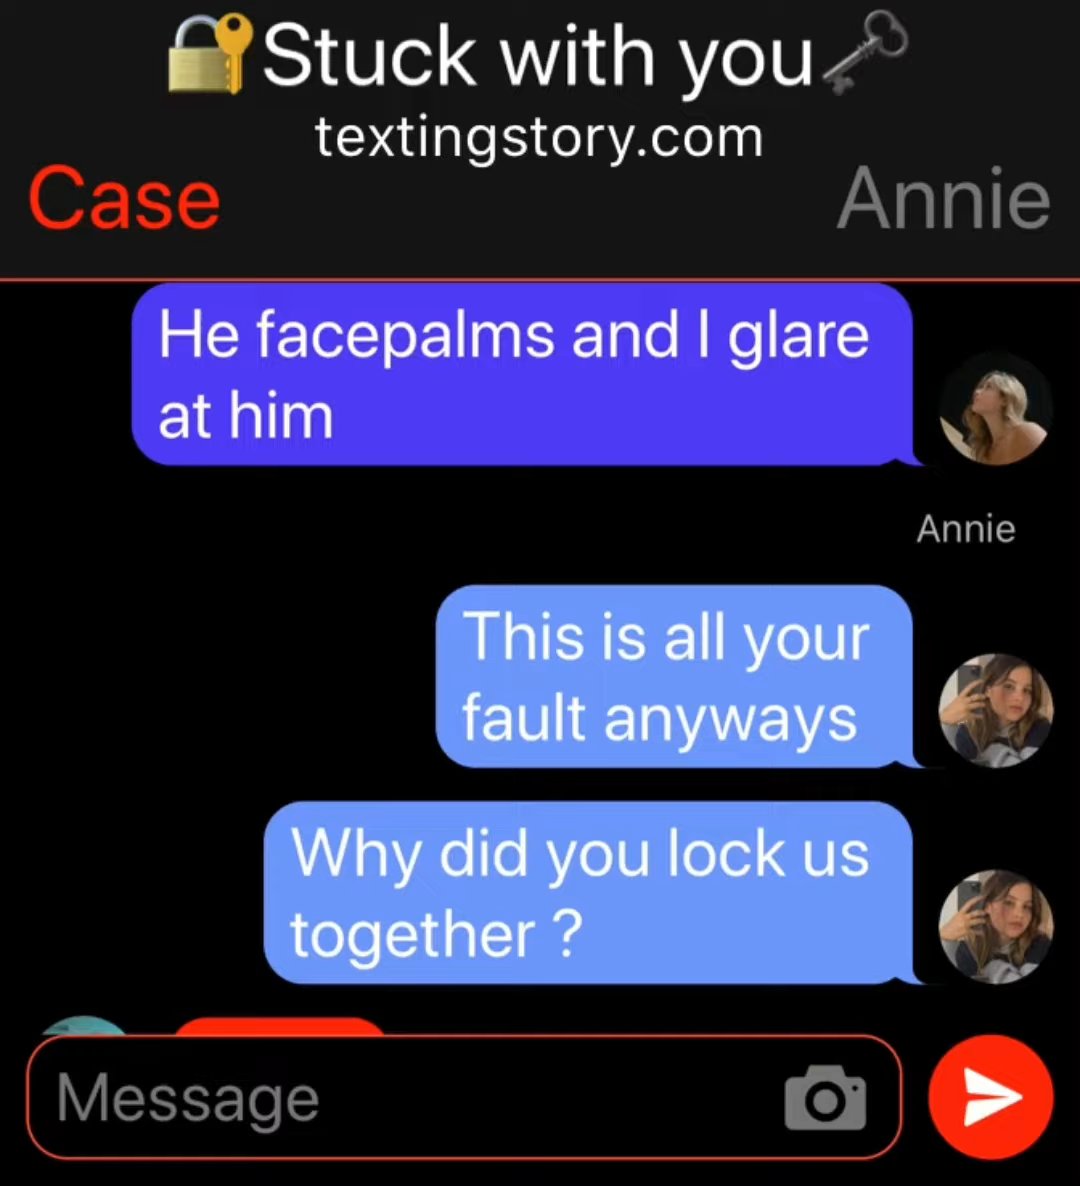 🔐Stuck with you🗝
textingstory.com
Case
Annie
He facepalms and I glare
at him
Annie
This is all your
fault anyways
Why did you lock us
together ?
Message